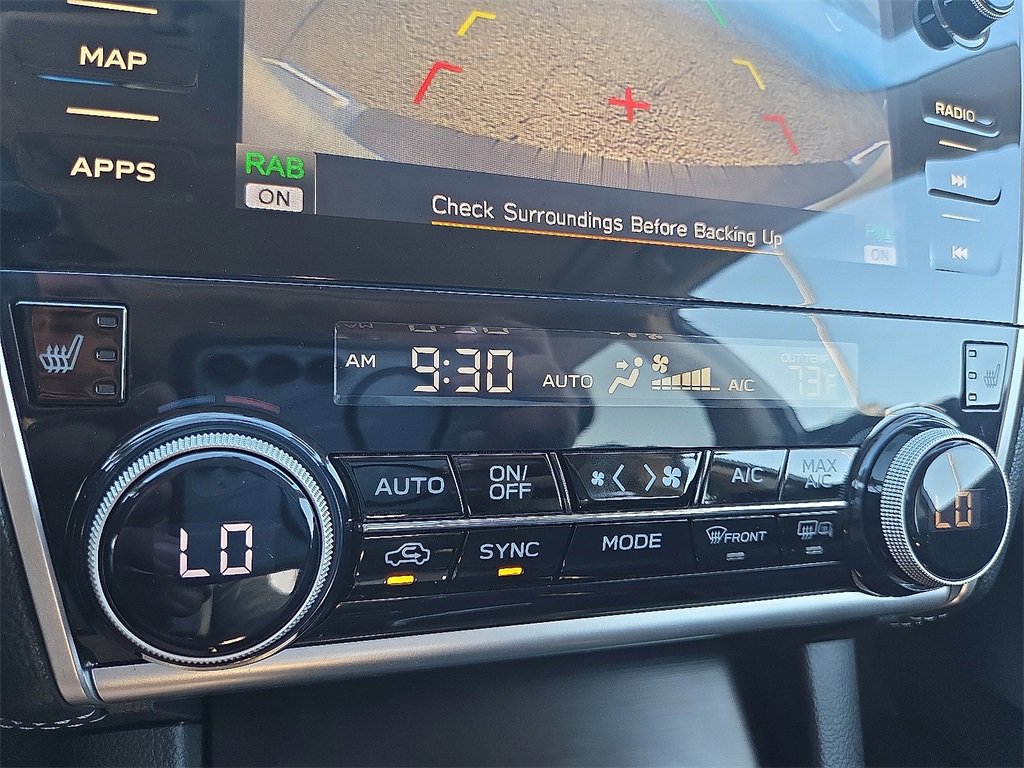 MAP
RADIO
APPS
RAB
ON
Check Surroundings Before Backing Up
ON
AM 9:30 AUTO A/C
OUT TEMP
73°F
AUTO ON/OFF A/C MAX A/C
LO LO
SYNC MODE FRONT